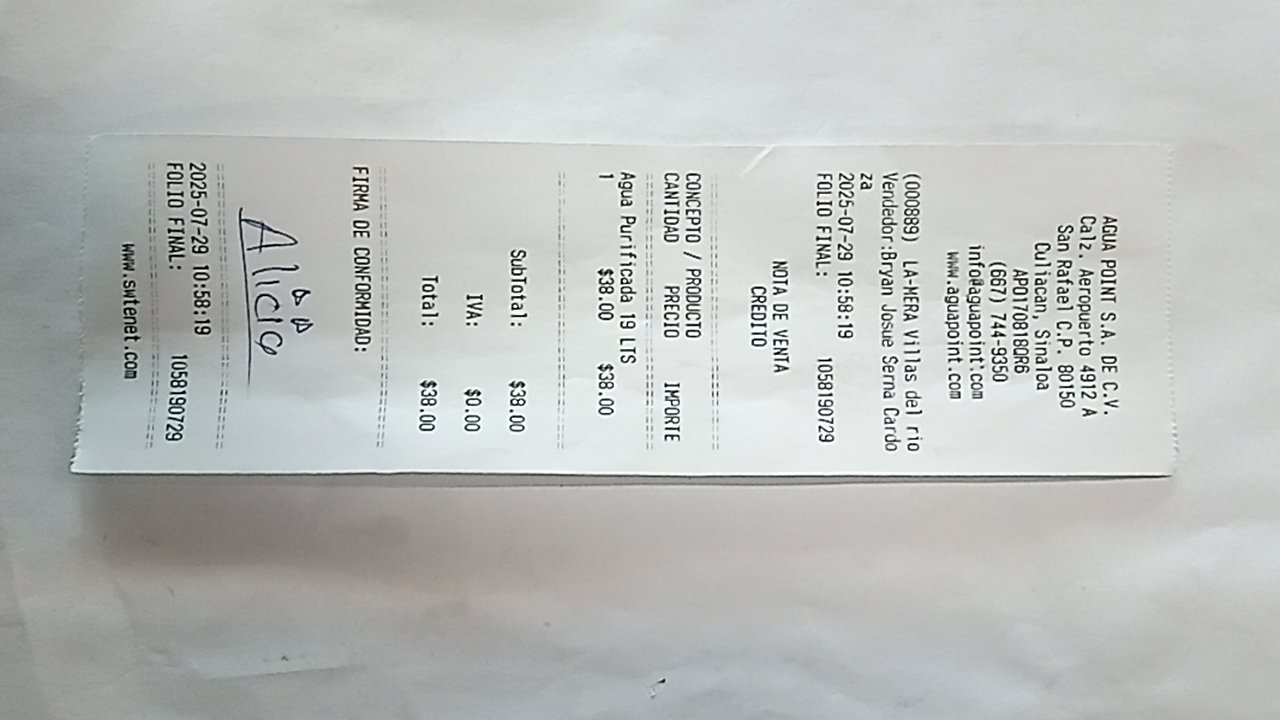 AGUA POINT S.A. DE C.V.
Calz. Aeropuerto 4912 A
San Rafael C.P. 80150
Culiacan, Sinaloa
APO170818QR6
(667) 744-9350
info@aguapoint.com
www.aguapoint.com
(000889) LA-MERA Villas del rio
Vendedor:Bryan Josue Serna Cardo
za
2025-07-29 10:58:19
FOLIO FINAL: 1058190729
NOTA DE VENTA
CREDITO
CONCEPTO / PRODUCTO
CANTIDAD PRECIO IMPORTE
Agua Purificada 19 LTS
1 $38.00 $38.00
SubTotal: $38.00
IVA: $0.00
Total: $38.00
FIRMA DE CONFORMIDAD:
Alicia
2025-07-29 10:58:19
FOLIO FINAL: 1058190729
www.swtenet.com